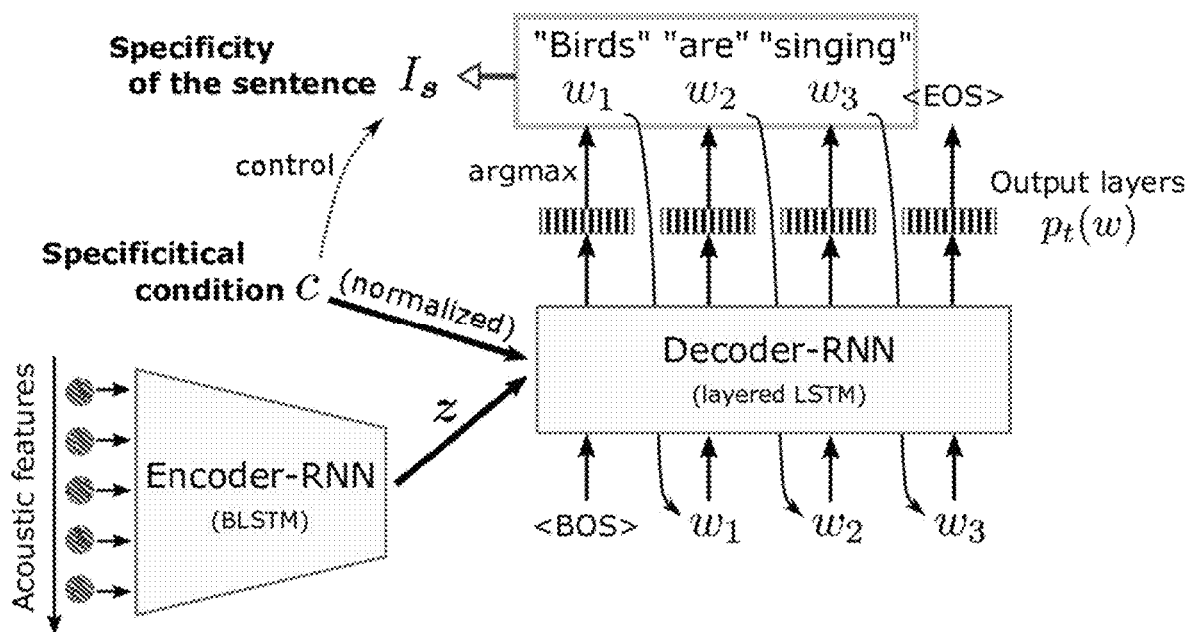 Specificity
of the sentence I_s
"Birds" "are" "singing"
w_1 w_2 w_3 <EOS>
control
argmax
Output layers
p_t(w)
Specificitical
condition c (normalized)
Decoder-RNN
(layered LSTM)
z
Acoustic features
Encoder-RNN
(BLSTM)
<BOS> w_1 w_2 w_3